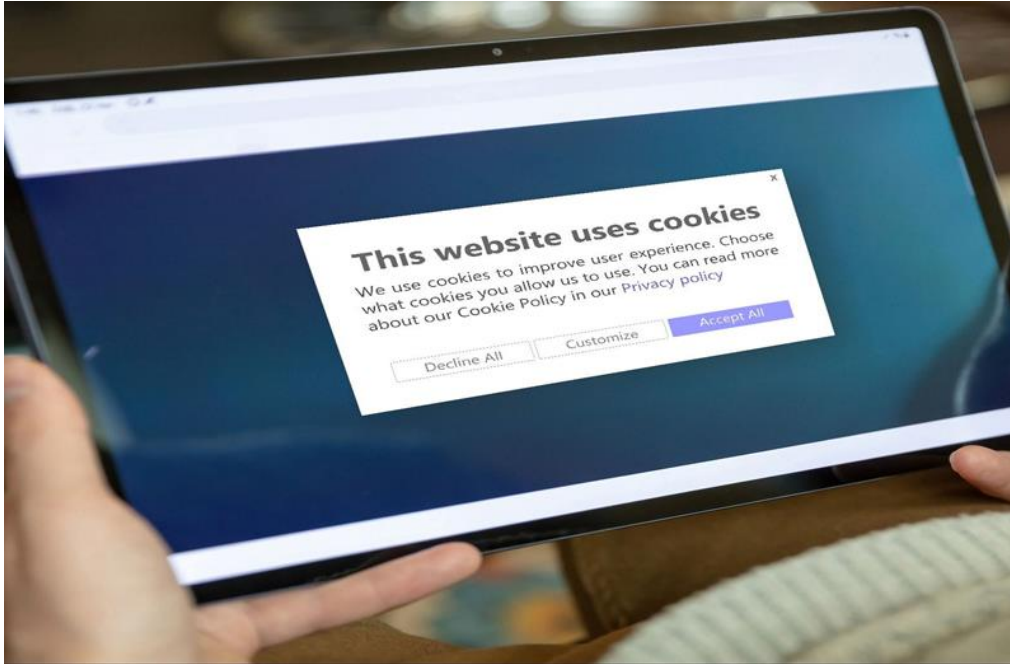 x
This website uses cookies
We use cookies to improve user experience. Choose
what cookies you allow us to use. You can read more
about our Cookie Policy in our Privacy policy
Decline All
Customize
Accept All